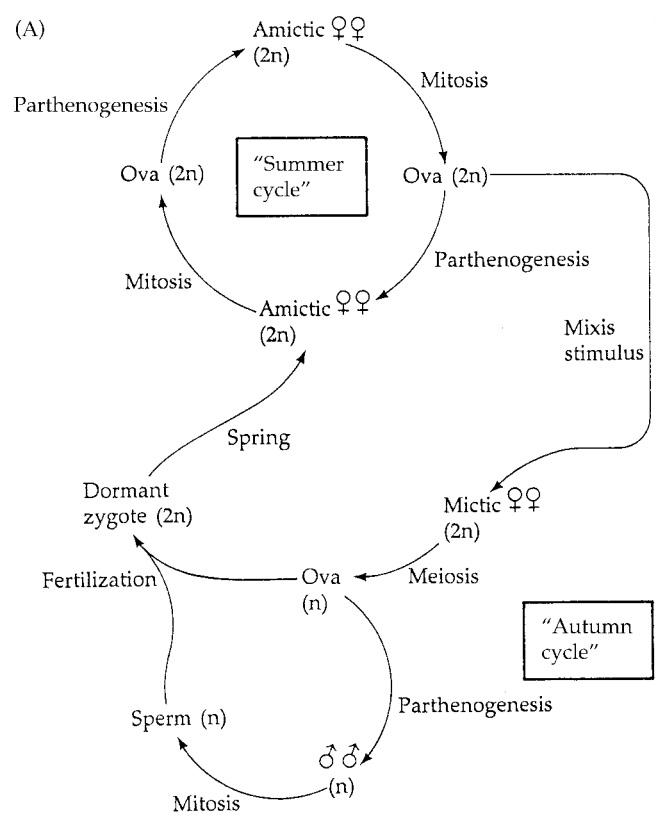 (A)
Amictic ♀♀
(2n)
Mitosis
Parthenogenesis
"Summer
cycle"
Ova (2n)
Ova (2n)
Parthenogenesis
Mitosis
Amictic ♀♀
(2n)
Mixis
stimulus
Spring
Dormant
zygote (2n)
Mictic ♀♀
(2n)
Fertilization
Ova
(n)
Meiosis
"Autumn
cycle"
Parthenogenesis
Sperm (n)
♂♂
(n)
Mitosis